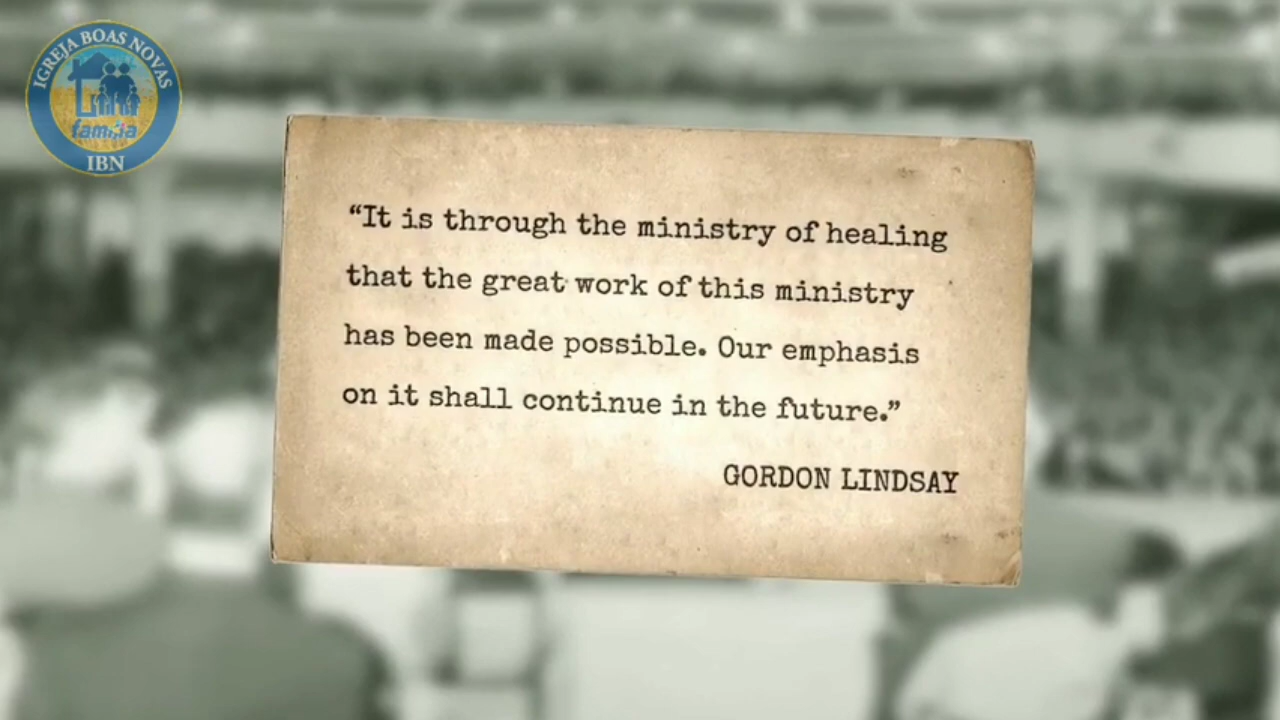 IGREJA BOAS NOVAS
família
IBN
“It is through the ministry of healing
that the great work of this ministry
has been made possible. Our emphasis
on it shall continue in the future.”
GORDON LINDSAY